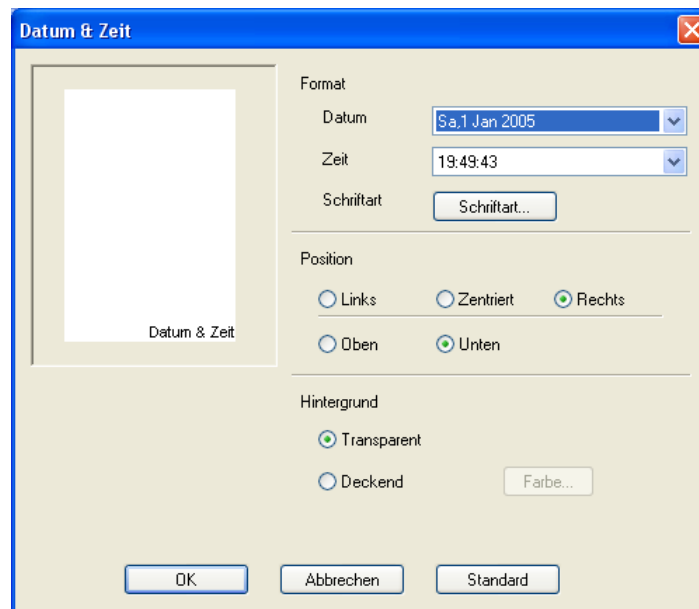 Datum & Zeit
Datum & Zeit
Format
Datum
Sa,1 Jan 2005
Zeit
19:49:43
Schriftart
Schriftart...
Position
Links Zentriert Rechts
Oben Unten
Hintergrund
Transparent
Deckend Farbe...
OK Abbrechen Standard